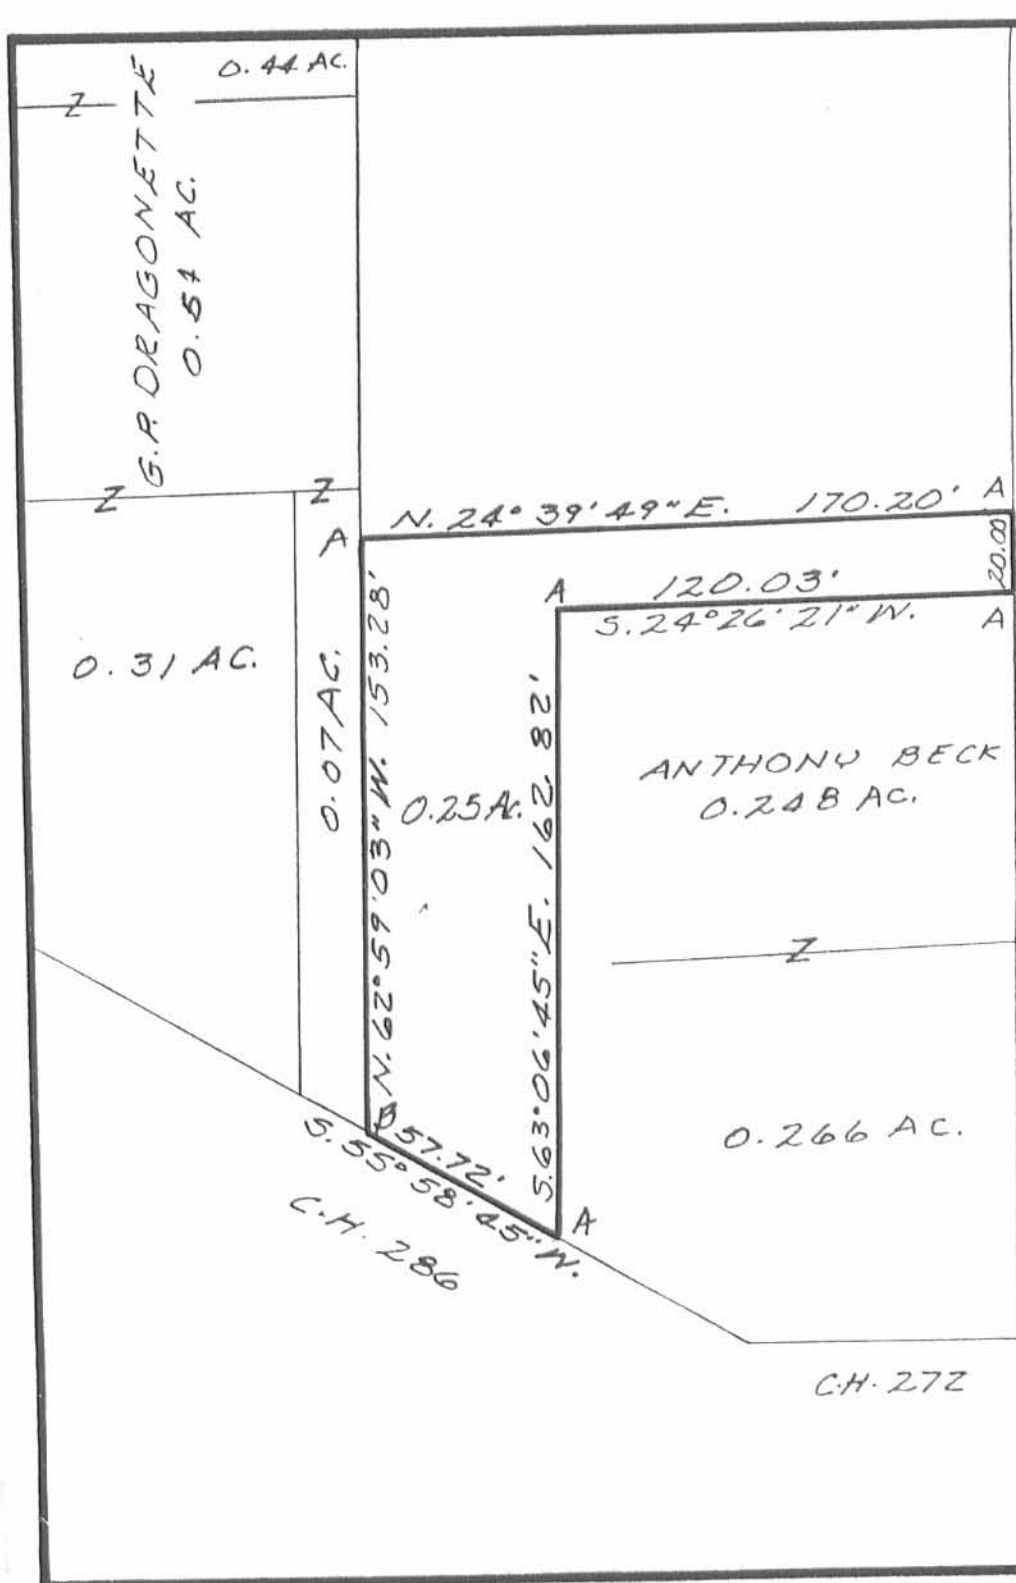 0.44 AC.
Z
G.P. DRAGONETTE
0.51 AC.
Z
Z
A
N. 24° 39' 49" E. 170.20'
A
20.00
A
120.03'
A
S. 24° 26' 21" W.
0.31 AC.
0.07 AC.
N. 62° 59' 03" W. 153.28'
0.25 Ac.
S. 63° 06' 45" E. 162.82'
ANTHONY BECK
0.248 AC.
Z
0.266 AC.
B
57.72'
S. 55° 58' 45" W.
A
C.H. 286
C.H. 272